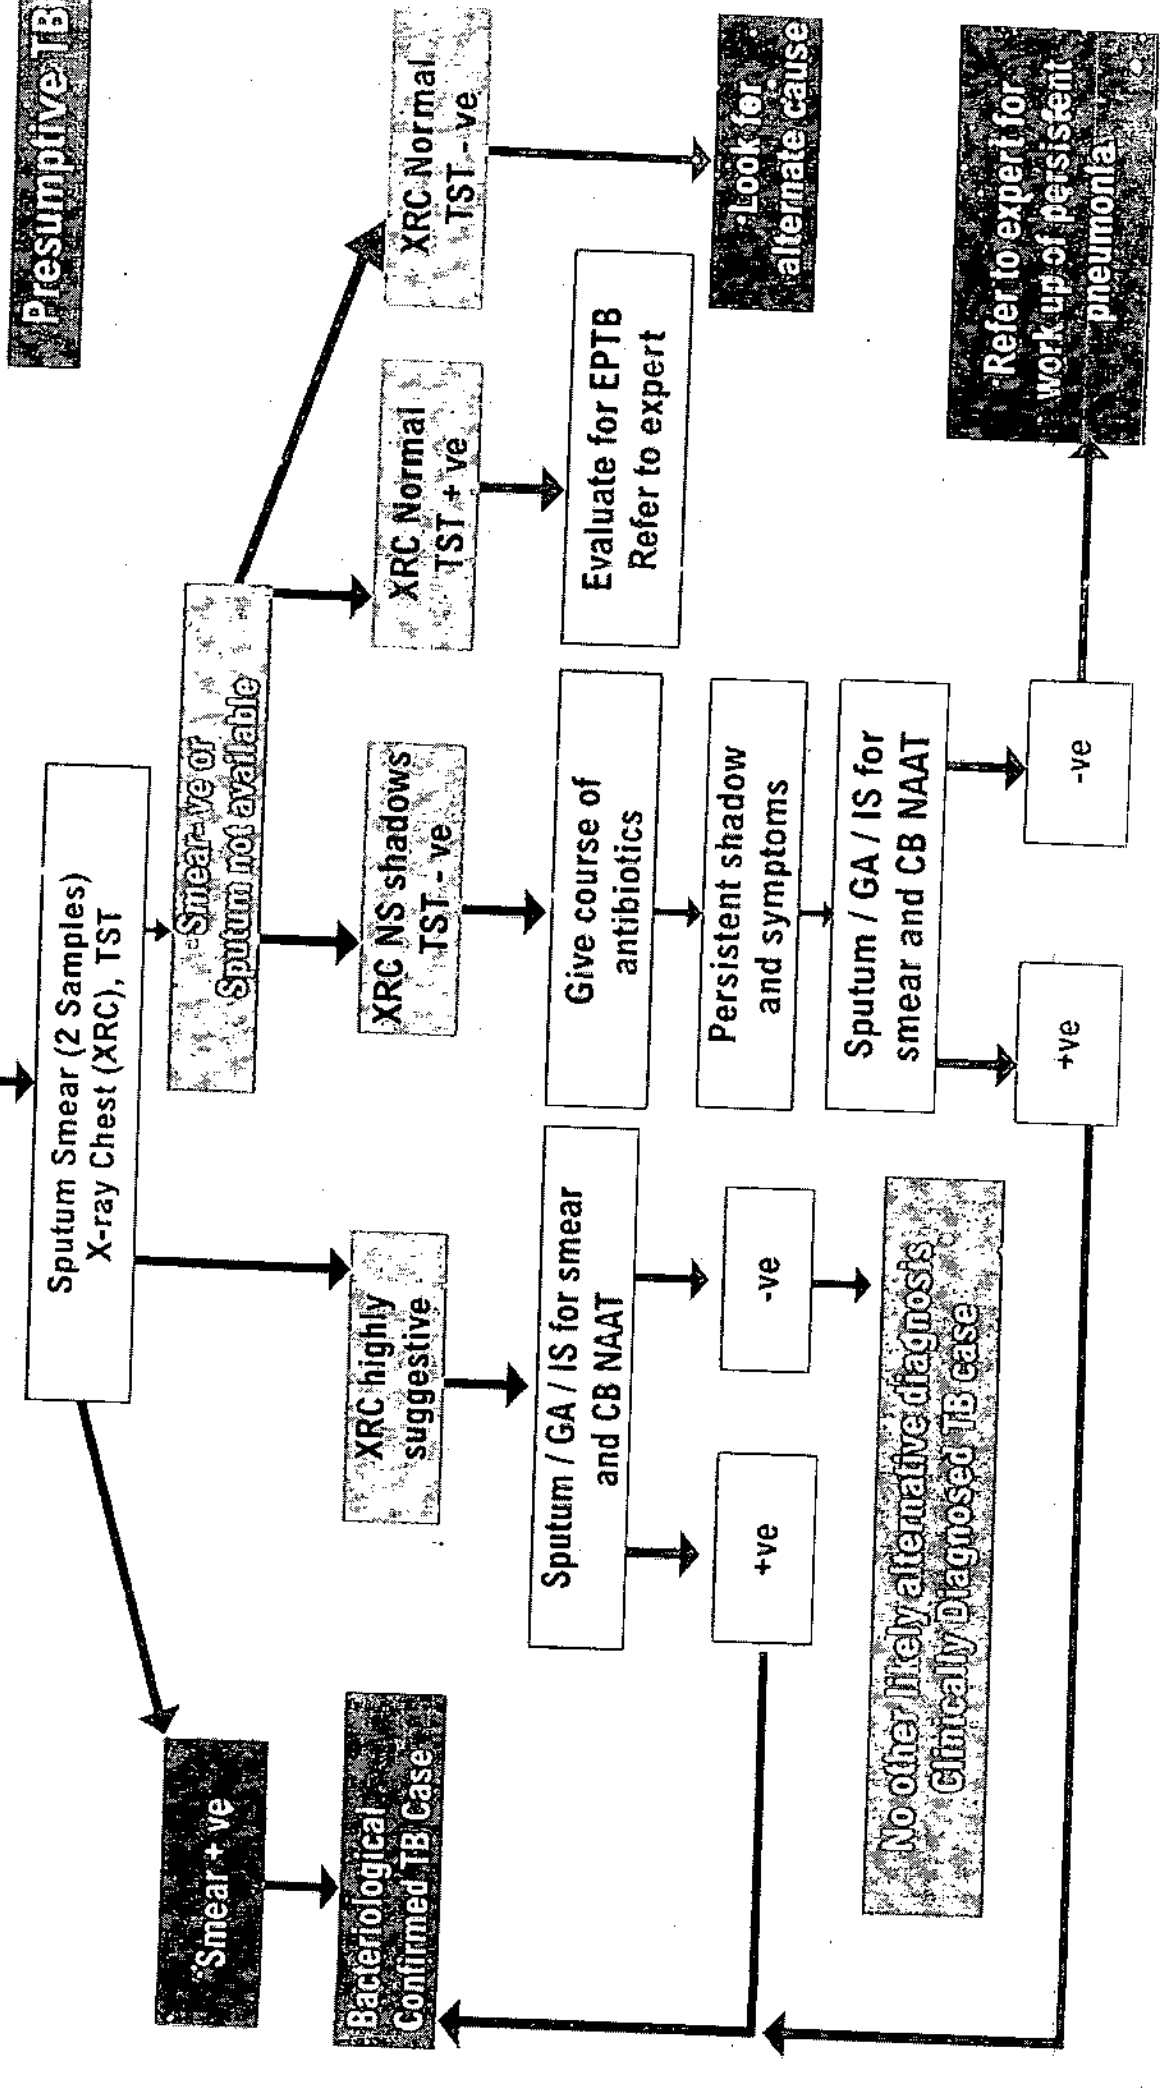 Presumptive TB
Sputum Smear (2 Samples)
X-ray Chest (XRC), TST
Smear + ve
Bacteriological
Confirmed TB Case
XRC highly
suggestive
Sputum / GA / IS for smear
and CB NAAT
+ve
-ve
No other likely alternative diagnosis
Clinically Diagnosed TB case
Smear -ve or
Sputum not available
XRC NS shadows
TST - ve
Give course of
antibiotics
Persistent shadow
and symptoms
Sputum / GA / IS for
smear and CB NAAT
+ve
-ve
Refer to expert for
work up of persistent
pneumonia
XRC Normal
TST + ve
Evaluate for EPTB
Refer to expert
XRC Normal
TST -ve
Look for
alternate cause